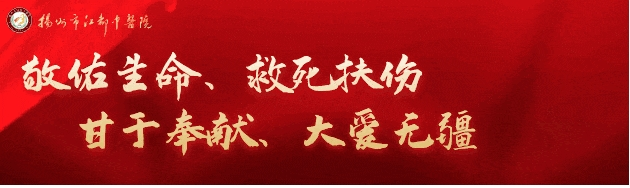 扬州市江都中医院
敬佑生命、救死扶伤
甘于奉献、大爱无疆